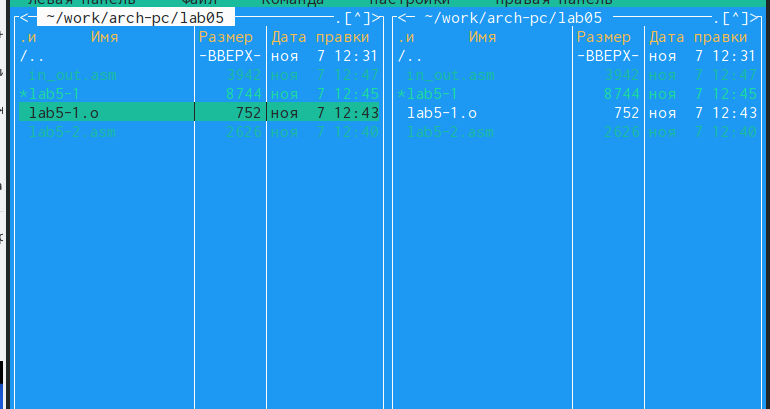 левая панель файл команда настройки правая панель
<─ ~/work/arch-pc/lab05 ─.[^]> <─ ~/work/arch-pc/lab05 ─.[^]>
.и Имя Размер Дата правки .и Имя Размер Дата правки
/.. -ВВЕРХ- ноя 7 12:31 /.. -ВВЕРХ- ноя 7 12:31
in_out.asm 3942 ноя 7 12:47 in_out.asm 3942 ноя 7 12:47
*lab5-1 8744 ноя 7 12:45 *lab5-1 8744 ноя 7 12:45
lab5-1.o 752 ноя 7 12:43 lab5-1.o 752 ноя 7 12:43
lab5-2.asm 2626 ноя 7 12:40 lab5-2.asm 2626 ноя 7 12:40